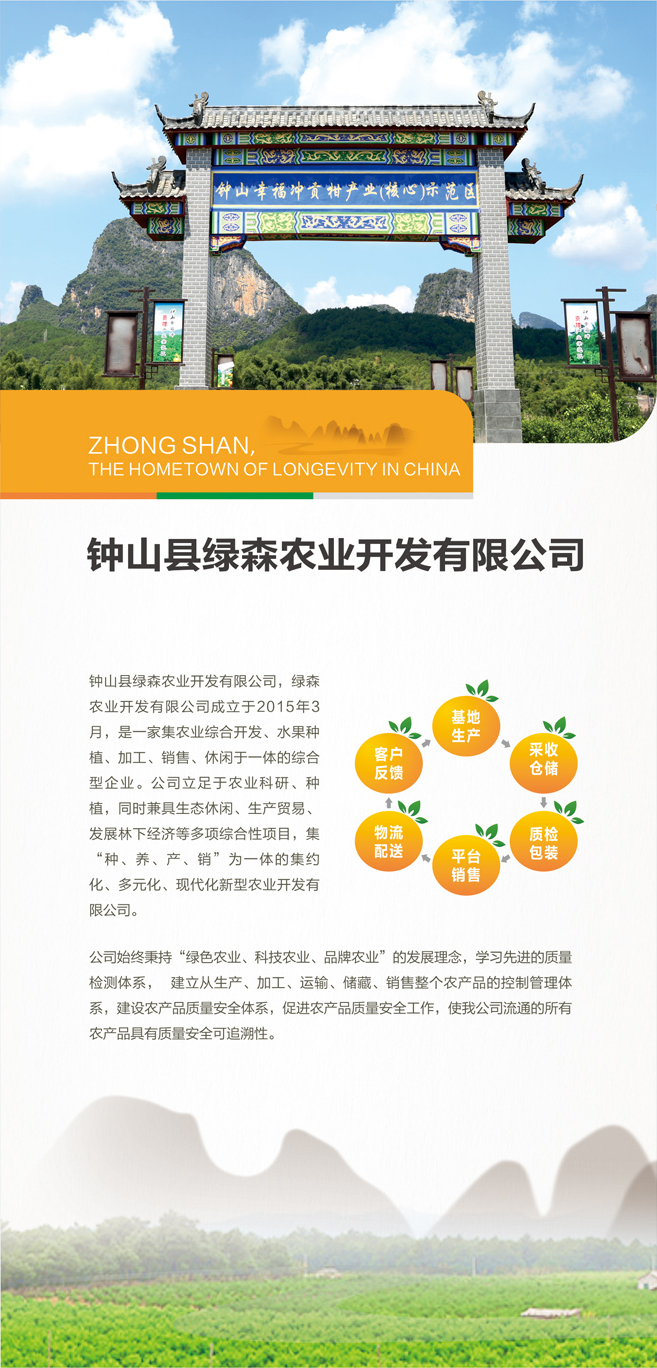 钟山幸福冲贡柑产业(核心)示范区
ZHONG SHAN,
THE HOMETOWN OF LONGEVITY IN CHINA
钟山县绿森农业开发有限公司
钟山县绿森农业开发有限公司，绿森
农业开发有限公司成立于2015年3
月，是一家集农业综合开发、水果种
植、加工、销售、休闲于一体的综合
型企业。公司立足于农业科研、种
植，同时兼具生态休闲、生产贸易、
发展林下经济等多项综合性项目，集
“种、养、产、销”为一体的集约
化、多元化、现代化新型农业开发有
限公司。
基地
生产
采收
仓储
质检
包装
平台
销售
物流
配送
客户
反馈
公司始终秉持“绿色农业、科技农业、品牌农业”的发展理念，学习先进的质量
检测体系， 建立从生产、加工、运输、储藏、销售整个农产品的控制管理体
系，建设农产品质量安全体系，促进农产品质量安全工作，使我公司流通的所有
农产品具有质量安全可追溯性。